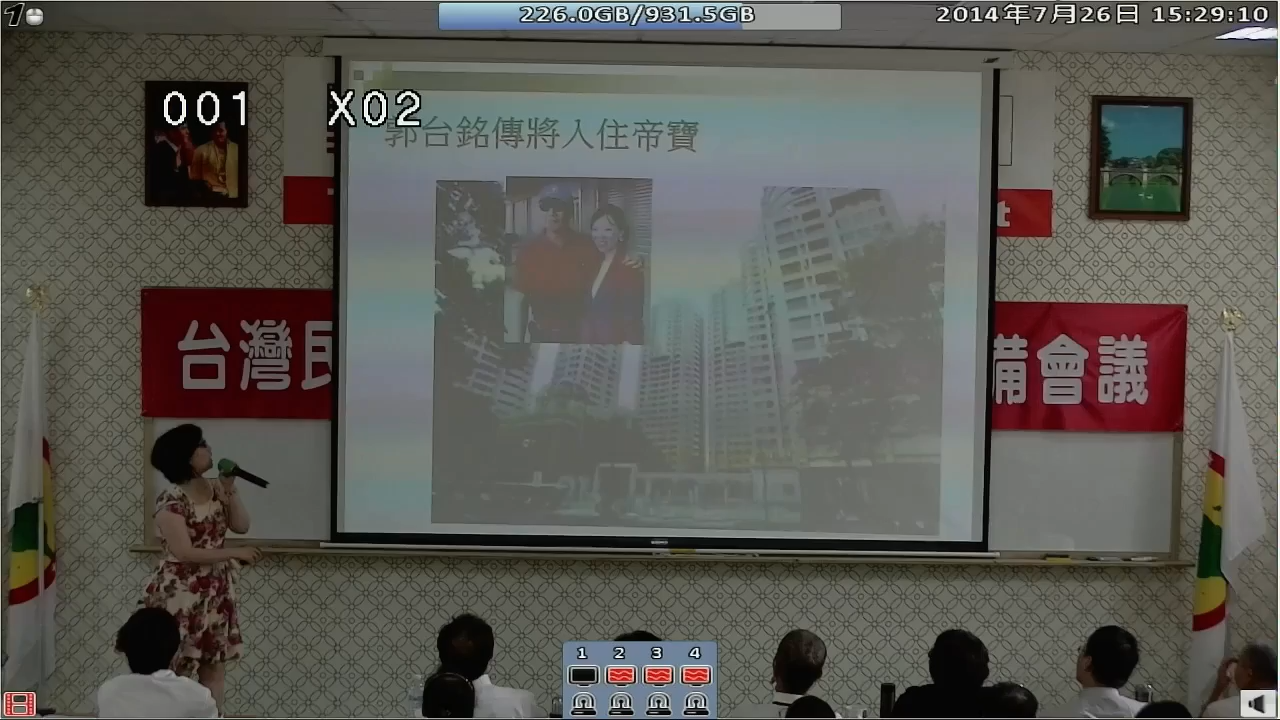 1
226.0GB/931.5GB
2014年7月26日 15:29:10
001 X02
郭台銘傳將入住帝寶
t
台灣民
備會議
1 2 3 4